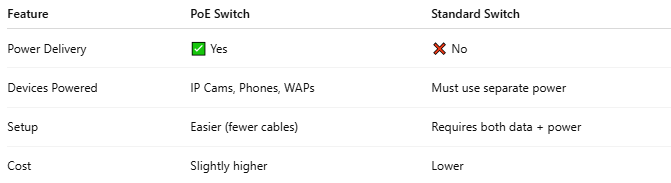 Feature PoE Switch Standard Switch
Power Delivery ✅ Yes ❌ No
Devices Powered IP Cams, Phones, WAPs Must use separate power
Setup Easier (fewer cables) Requires both data + power
Cost Slightly higher Lower